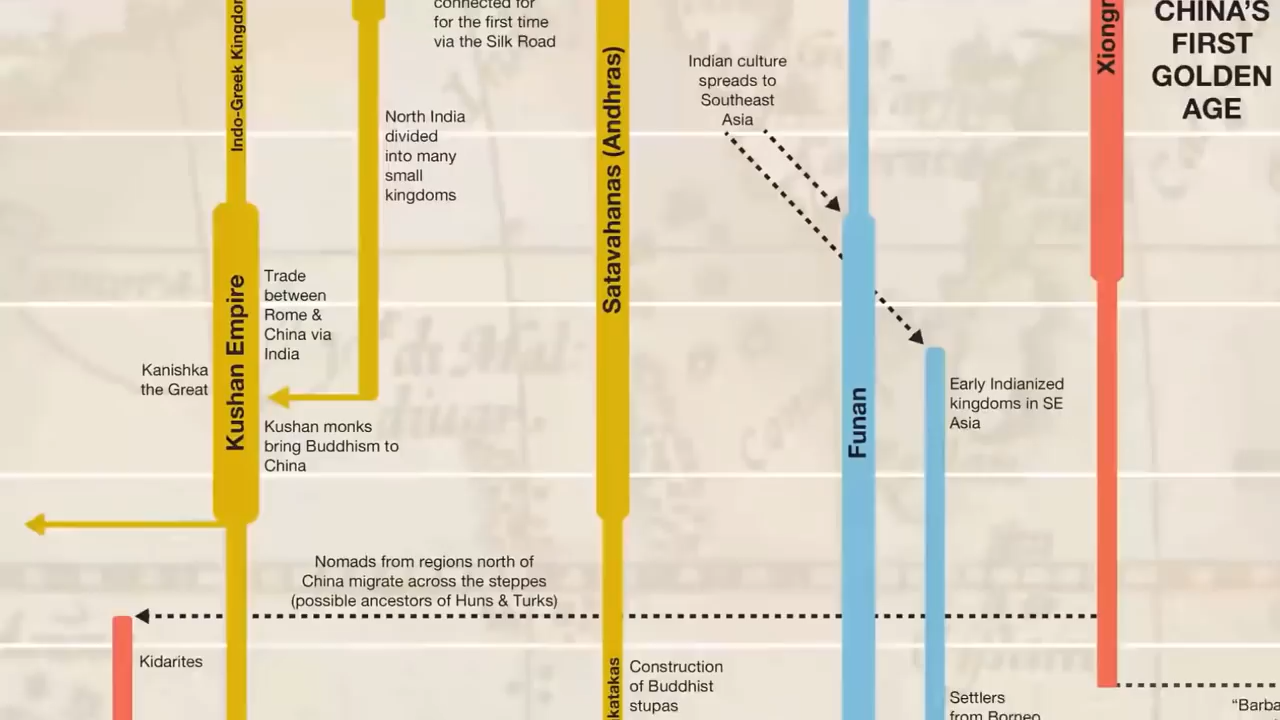 connected for
for the first time
via the Silk Road
CHINA'S
FIRST
GOLDEN
AGE
Indian culture
spreads to
Southeast
Asia
North India
divided
into many
small
kingdoms
Satavahanas (Andhras)
Trade
between
Rome &
China via
India
Kanishka
the Great
Kushan Empire
Kushan monks
bring Buddhism to
China
Funan
Early Indianized
kingdoms in SE
Asia
Nomads from regions north of
China migrate across the steppes
(possible ancestors of Huns & Turks)
Kidarites
Construction
of Buddhist
stupas
Settlers
from Borneo
Indo-Greek